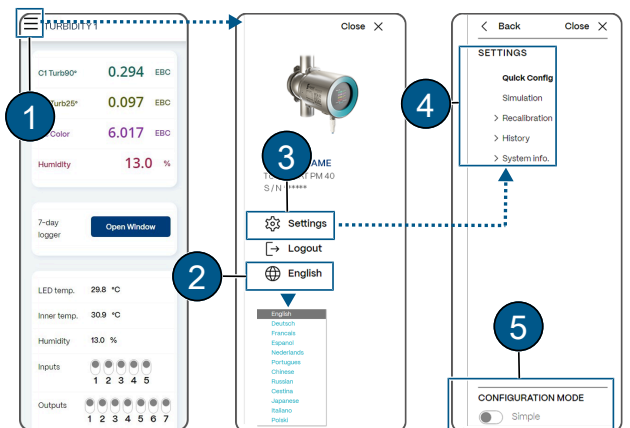 TURBIDITY 1
C1 Turb90°
0.294 EBC
Turb25°
0.097 EBC
Color
6.017 EBC
Humidity
13.0 %
7-day
logger
Open Window
LED temp. 29.8 °C
Inner temp. 30.9 °C
Humidity 13.0 %
Inputs
1 2 3 4 5
Outputs
1 2 3 4 5 6 7
1
Close X
3
AME
PM 40
S/N *****
Settings
Logout
2
English
English
Deutsch
Francais
Espanol
Nederlands
Portugues
Chinese
Russian
Cestina
Japanese
Italiano
Polski
< Back Close X
4
SETTINGS
Quick Config
Simulation
> Recalibration
> History
> System info.
5
CONFIGURATION MODE
Simple